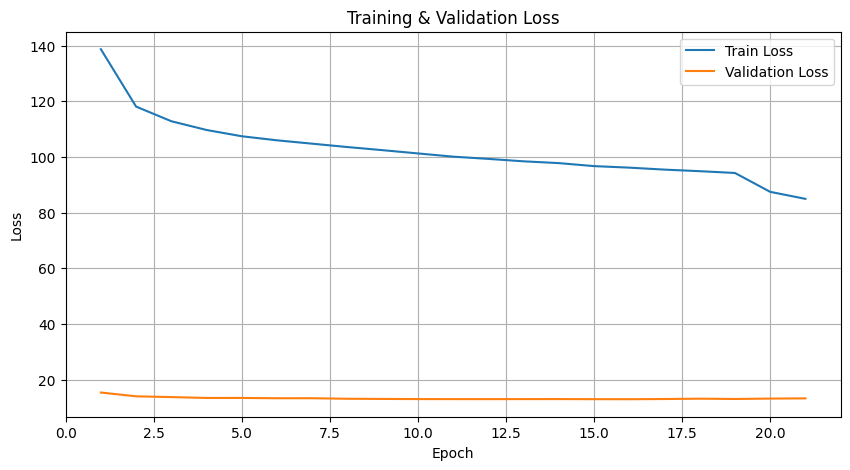 Training & Validation Loss
Train Loss
Validation Loss
140
120
100
80
60
40
20
Loss
0.0 2.5 5.0 7.5 10.0 12.5 15.0 17.5 20.0
Epoch